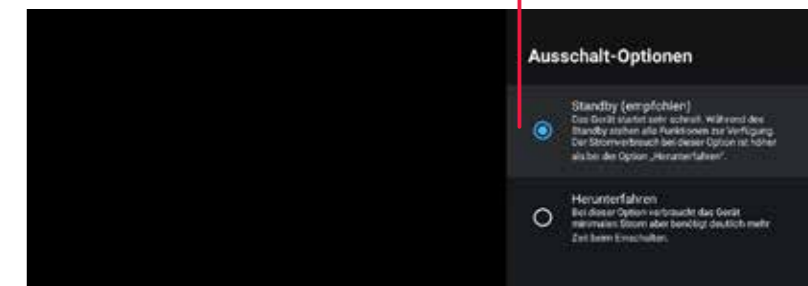 Ausschalt-Optionen
Standby (empfohlen)
Das Gerät startet sehr schnell. Während des
Standby stehen alle Funktionen zur Verfügung.
Der Stromverbrauch bei dieser Option ist höher
als bei der Option „Herunterfahren".
Herunterfahren
Bei dieser Option verbraucht das Gerät
minimalen Strom aber benötigt deutlich mehr
Zeit beim Einschalten.